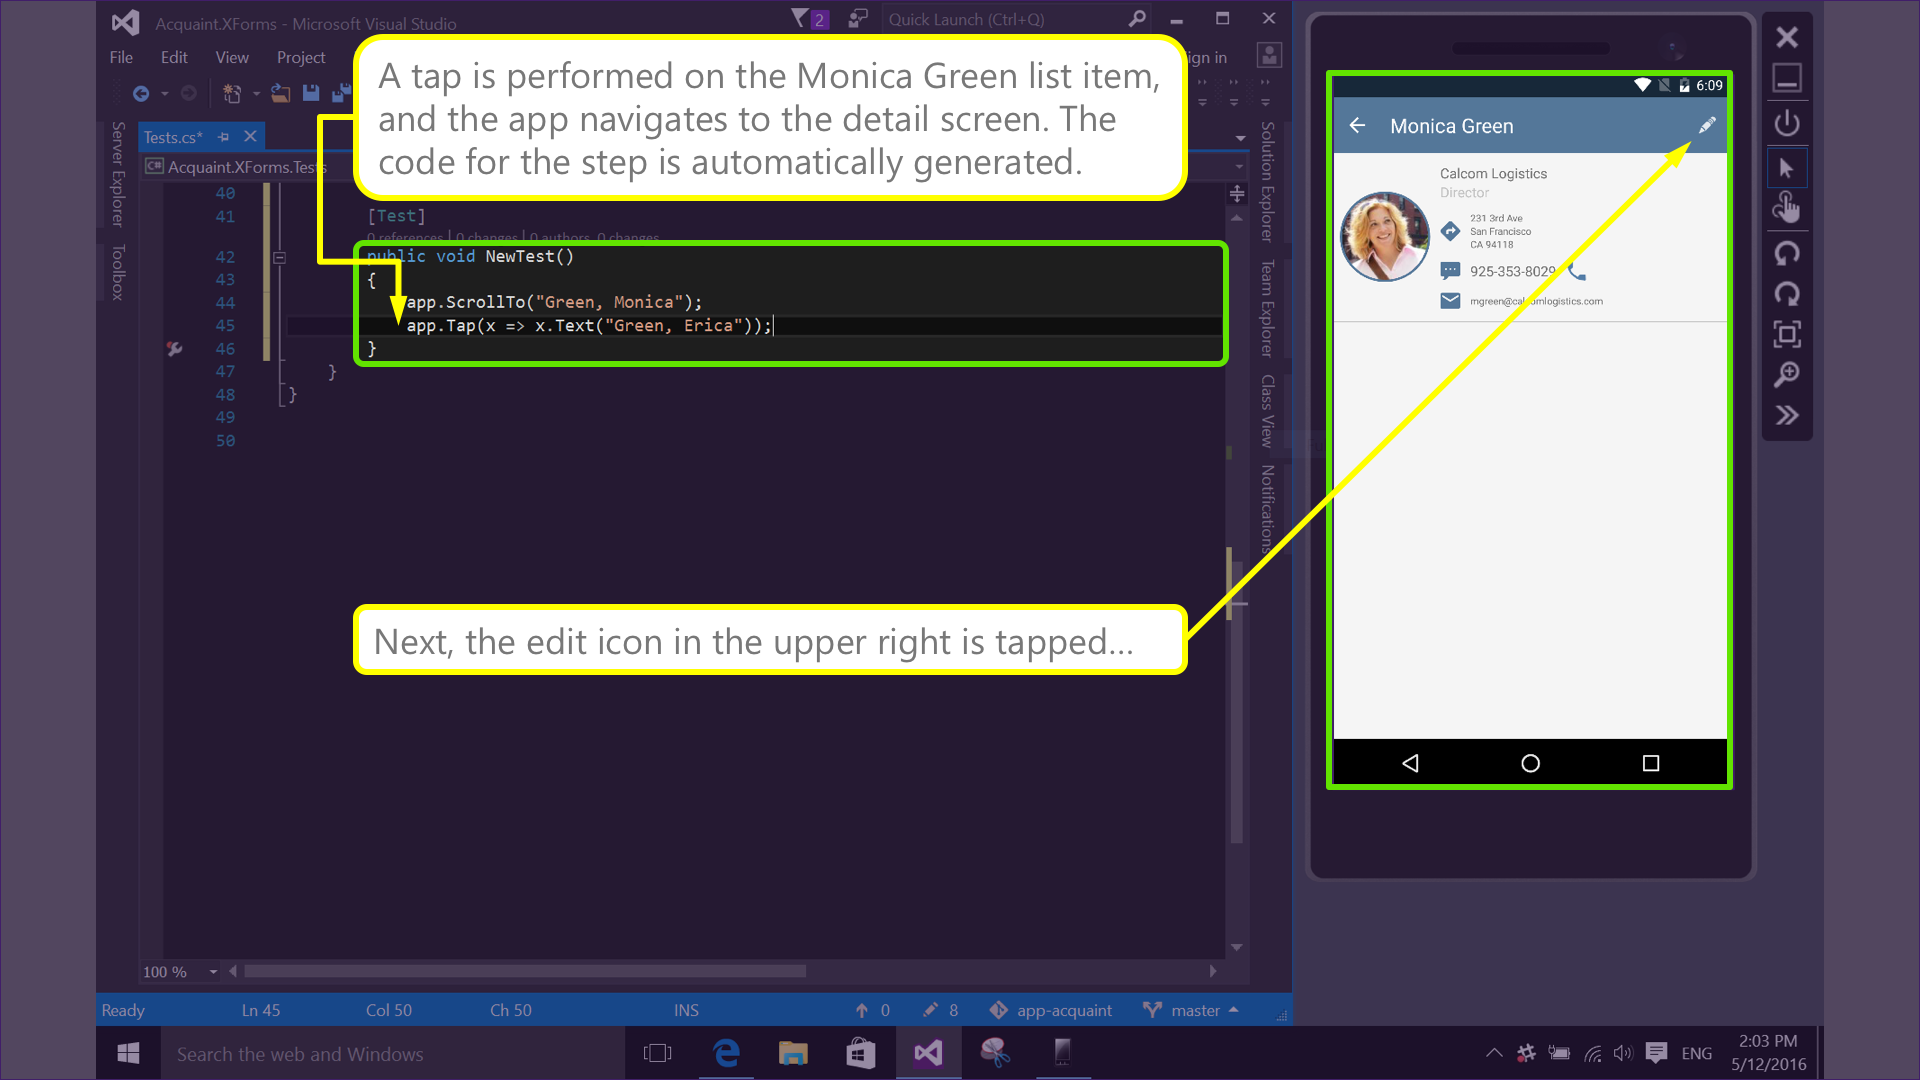 Acquaint.XForms - Microsoft Visual Studio
2
Quick Launch (Ctrl+Q)
File Edit View Project
ign in
A tap is performed on the Monica Green list item,
and the app navigates to the detail screen. The
code for the step is automatically generated.
Tests.cs*
C# Acquaint.XForms.Tests
Server Explorer
Toolbox
40
41 [Test]
0 references | 0 changes | 0 authors, 0 changes
42 public void NewTest()
43 {
44 app.ScrollTo("Green, Monica");
45 app.Tap(x => x.Text("Green, Erica"));
46 }
47 }
48 }
49
50
Solution Explorer
Team Explorer
Class View
Notifications
Next, the edit icon in the upper right is tapped...
6:09
Monica Green
Calcom Logistics
Director
231 3rd Ave
San Francisco
CA 94118
925-353-8029
mgreen@calcomlogistics.com
100 %
Ready Ln 45 Col 50 Ch 50 INS 0 8 app-acquaint master
Search the web and Windows
ENG
2:03 PM
5/12/2016